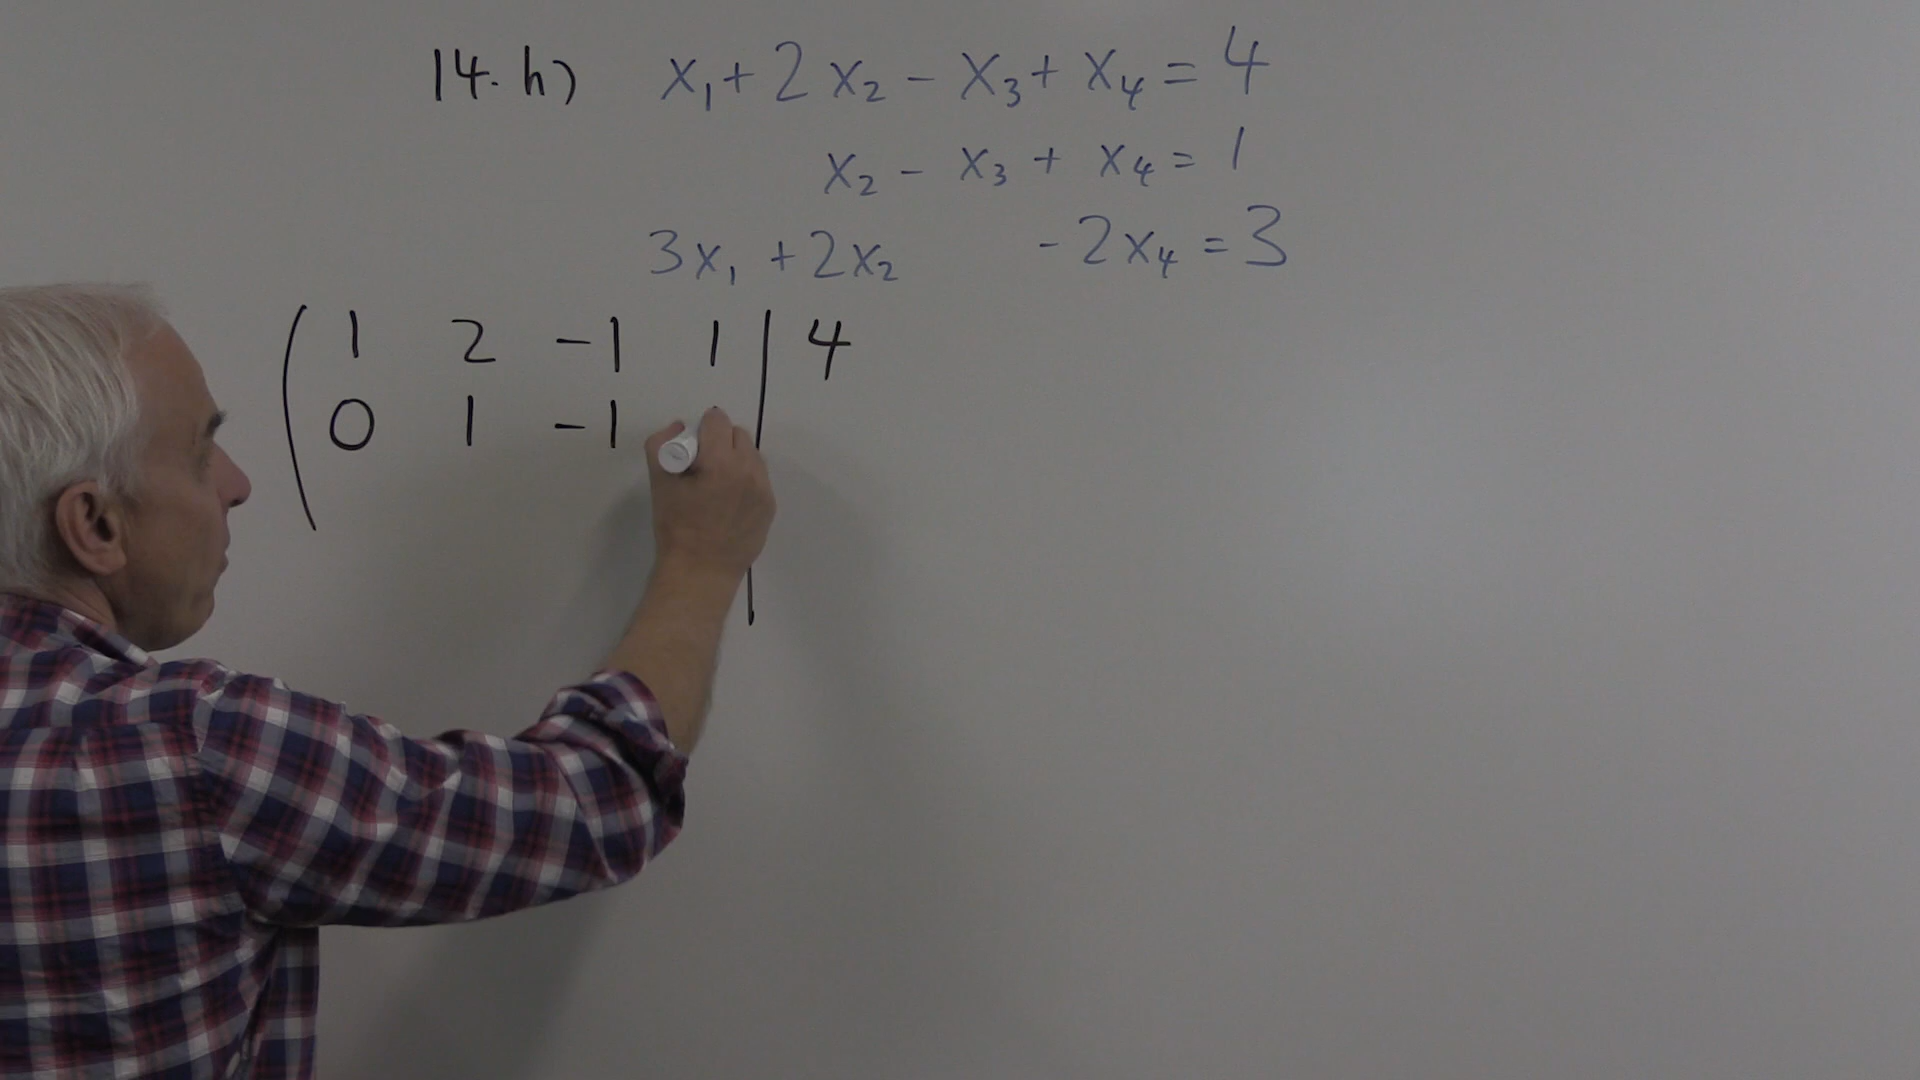 14. h) x₁ + 2x₂ - x₃ + x₄ = 4
x₂ - x₃ + x₄ = 1
3x₁ + 2x₂ - 2x₄ = 3
( 1 2 -1 1 | 4
0 1 -1